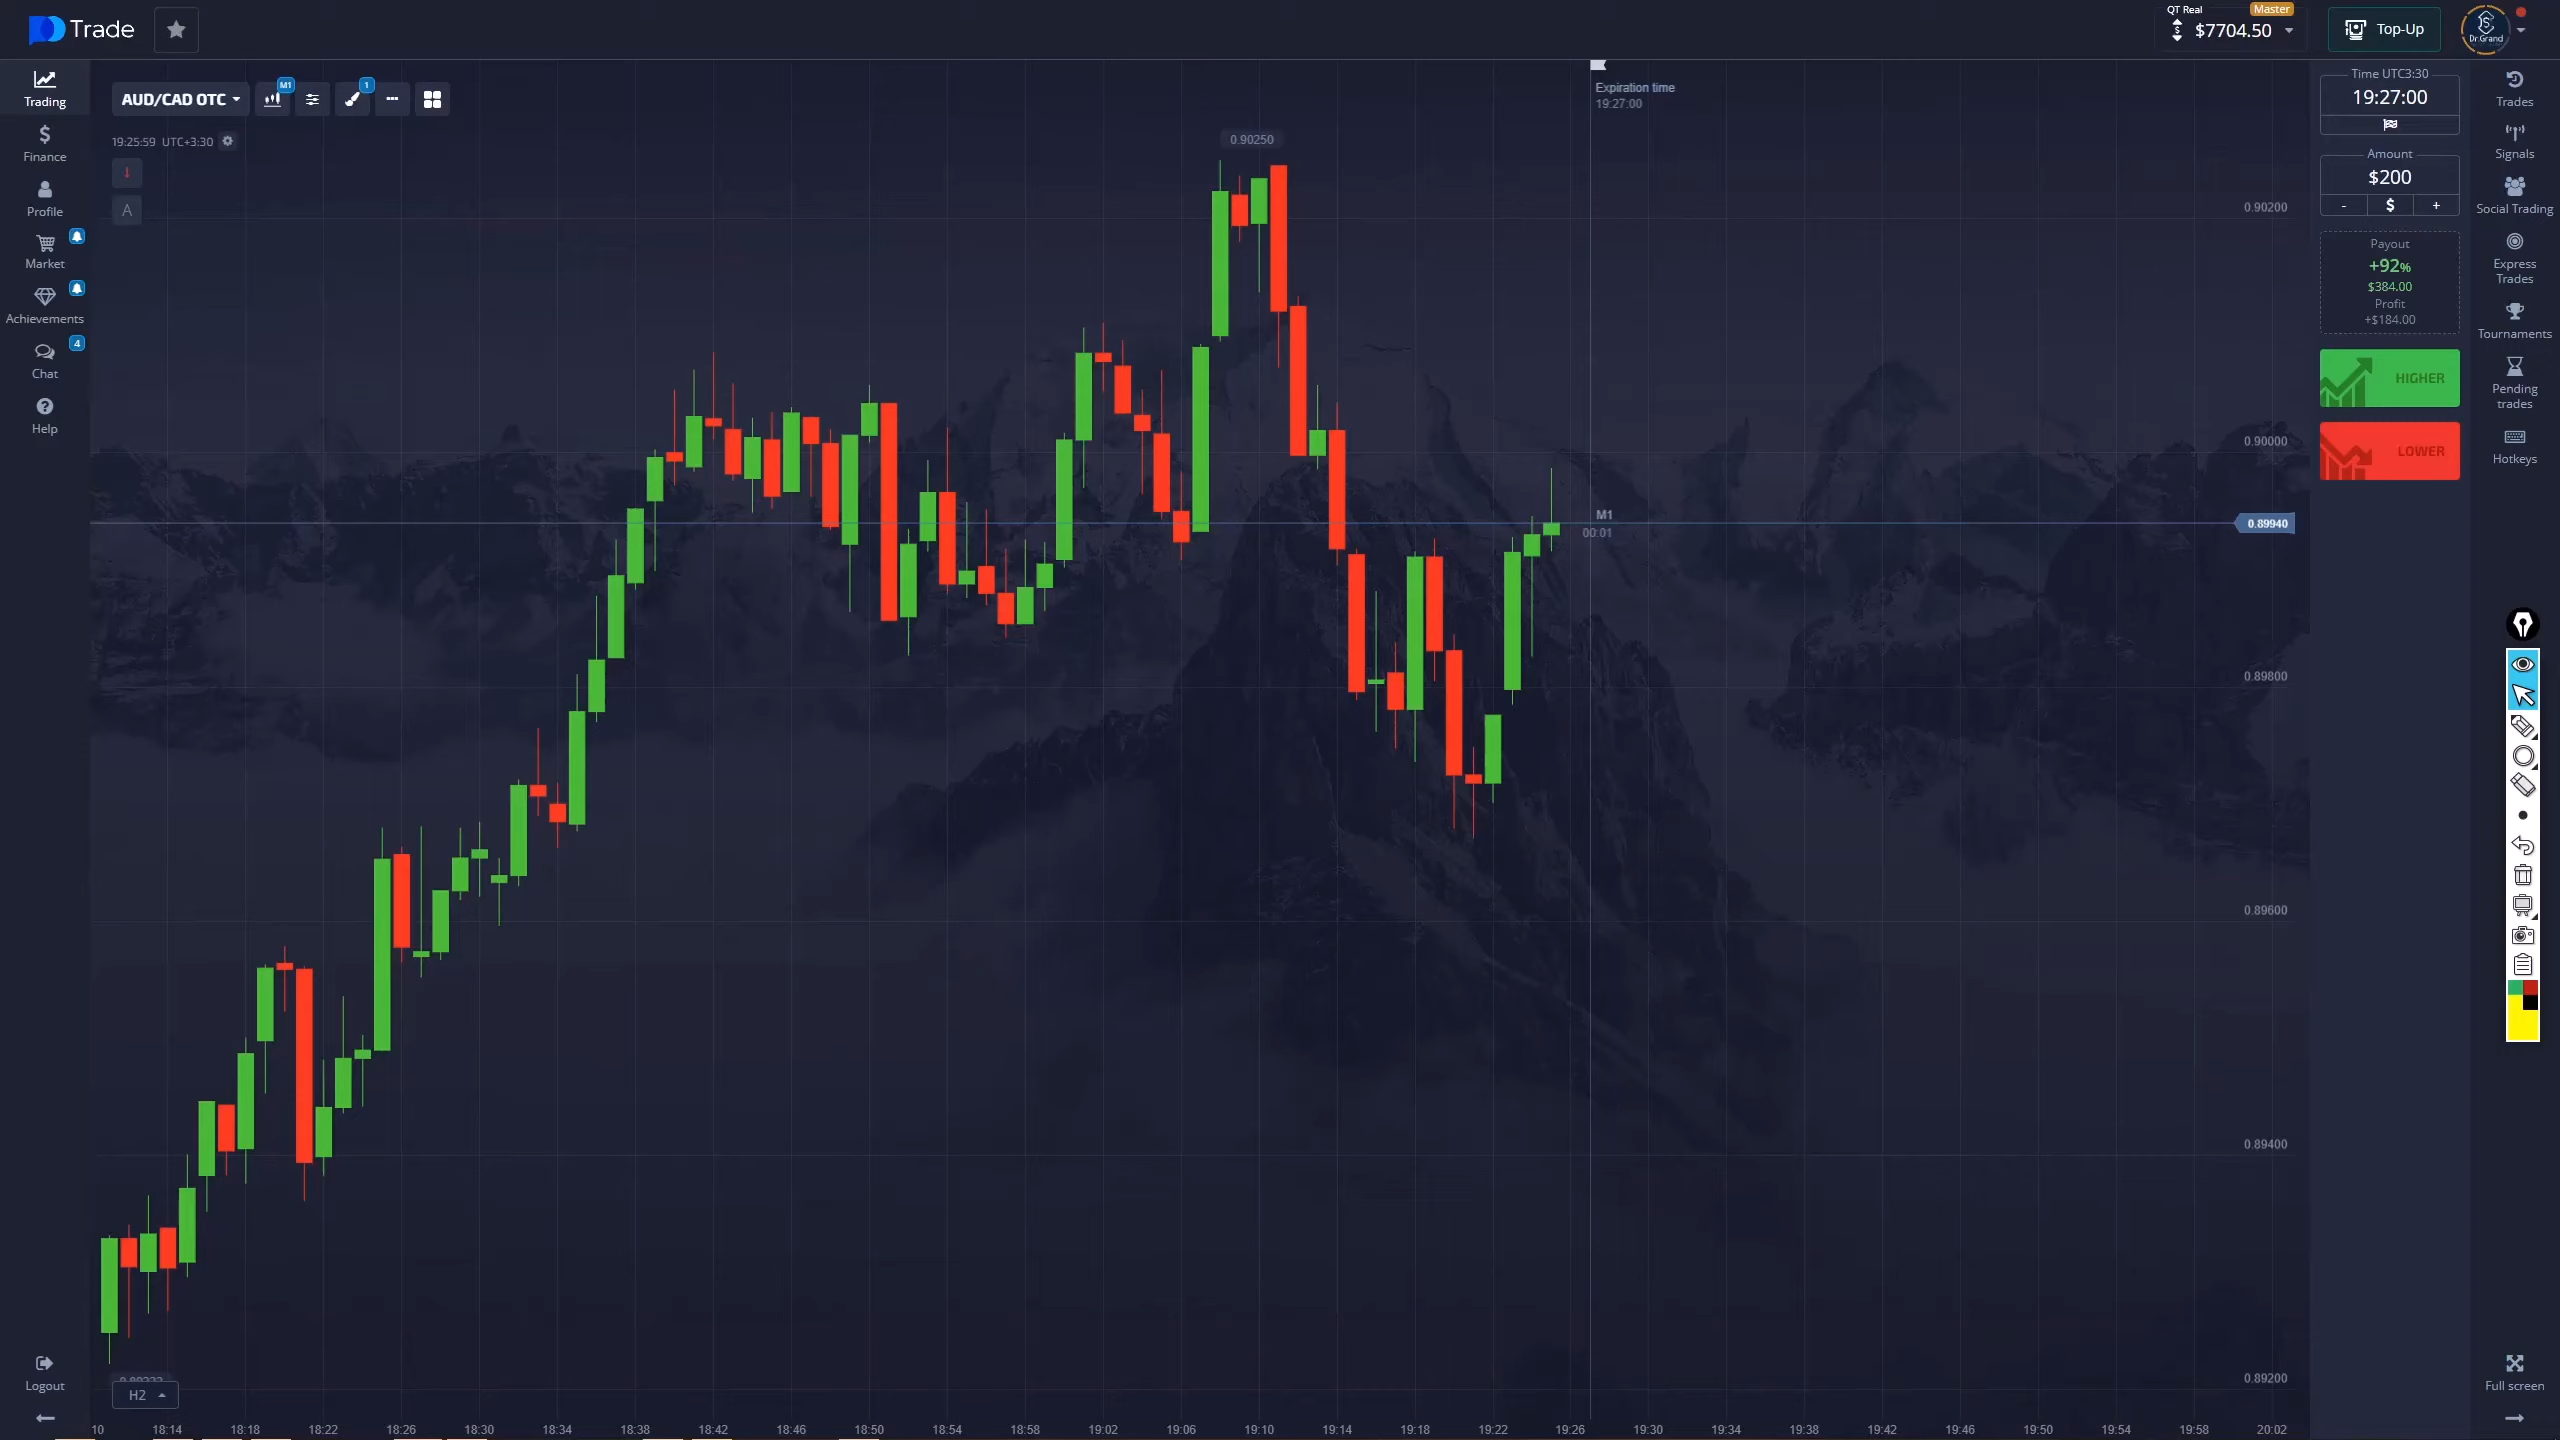 Trade
QT Real
Master
$7704.50
Top-Up
Dr.Grand
Trading
Finance
Profile
Market
Achievements
4
Chat
Help
Logout
AUD/CAD OTC
M1
1
19:25:59 UTC+3:30
A
Expiration time
19:27:00
0.90250
0.90200
0.90000
M1
00:01
0.89940
0.89800
0.89600
0.89400
0.89200
H2
10 18:14 18:18 18:22 18:26 18:30 18:34 18:38 18:42 18:46 18:50 18:54 18:58 19:02 19:06 19:10 19:14 19:18 19:22 19:26 19:30 19:34 19:38 19:42 19:46 19:50 19:54 19:58 20:02
Time UTC3:30
19:27:00
Amount
$200
- $ +
Payout
+92%
$384.00
Profit
+$184.00
HIGHER
LOWER
Trades
Signals
Social Trading
Express
Trades
Tournaments
Pending
trades
Hotkeys
Full screen